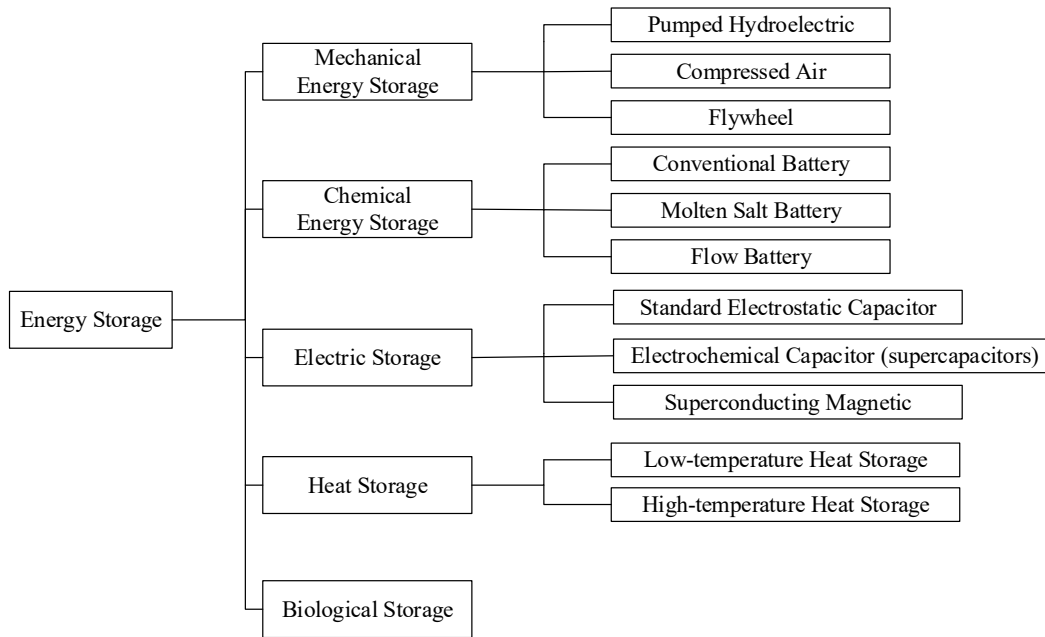 Energy Storage
Mechanical
Energy Storage
Pumped Hydroelectric
Compressed Air
Flywheel
Chemical
Energy Storage
Conventional Battery
Molten Salt Battery
Flow Battery
Electric Storage
Standard Electrostatic Capacitor
Electrochemical Capacitor (supercapacitors)
Superconducting Magnetic
Heat Storage
Low-temperature Heat Storage
High-temperature Heat Storage
Biological Storage